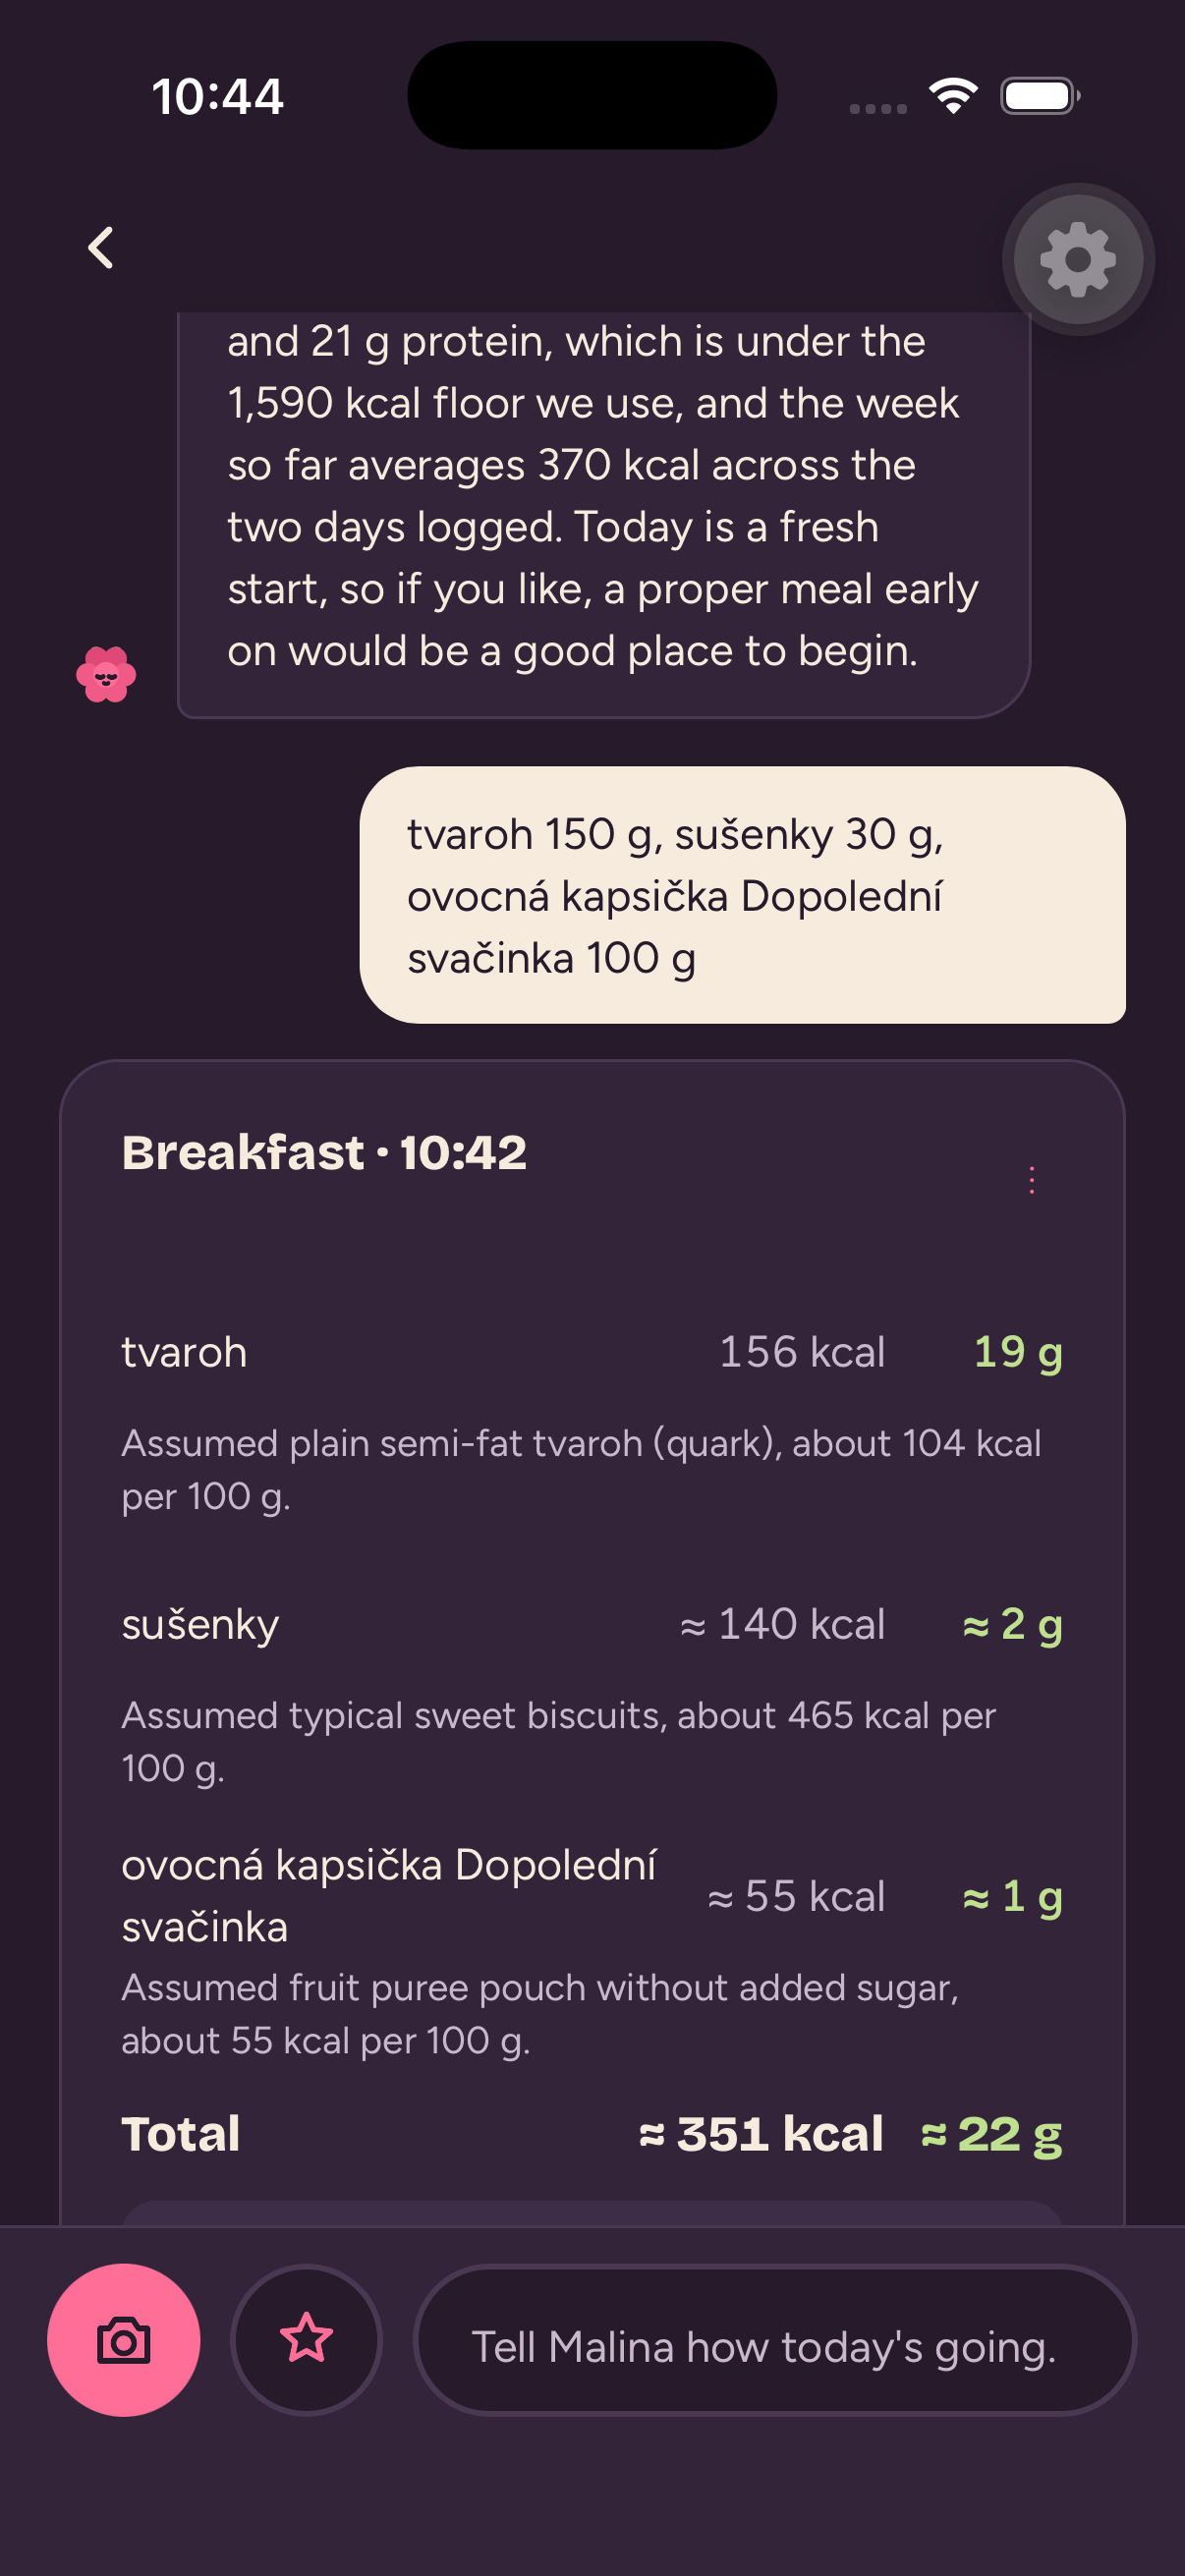 10:44
and 21 g protein, which is under the
1,590 kcal floor we use, and the week
so far averages 370 kcal across the
two days logged. Today is a fresh
start, so if you like, a proper meal early
on would be a good place to begin.
tvaroh 150 g, sušenky 30 g,
ovocná kapsička Dopolední
svačinka 100 g
Breakfast · 10:42
tvaroh 156 kcal 19 g
Assumed plain semi-fat tvaroh (quark), about 104 kcal
per 100 g.
sušenky ≈ 140 kcal ≈ 2 g
Assumed typical sweet biscuits, about 465 kcal per
100 g.
ovocná kapsička Dopolední
svačinka ≈ 55 kcal ≈ 1 g
Assumed fruit puree pouch without added sugar,
about 55 kcal per 100 g.
Total ≈ 351 kcal ≈ 22 g
Tell Malina how today's going.